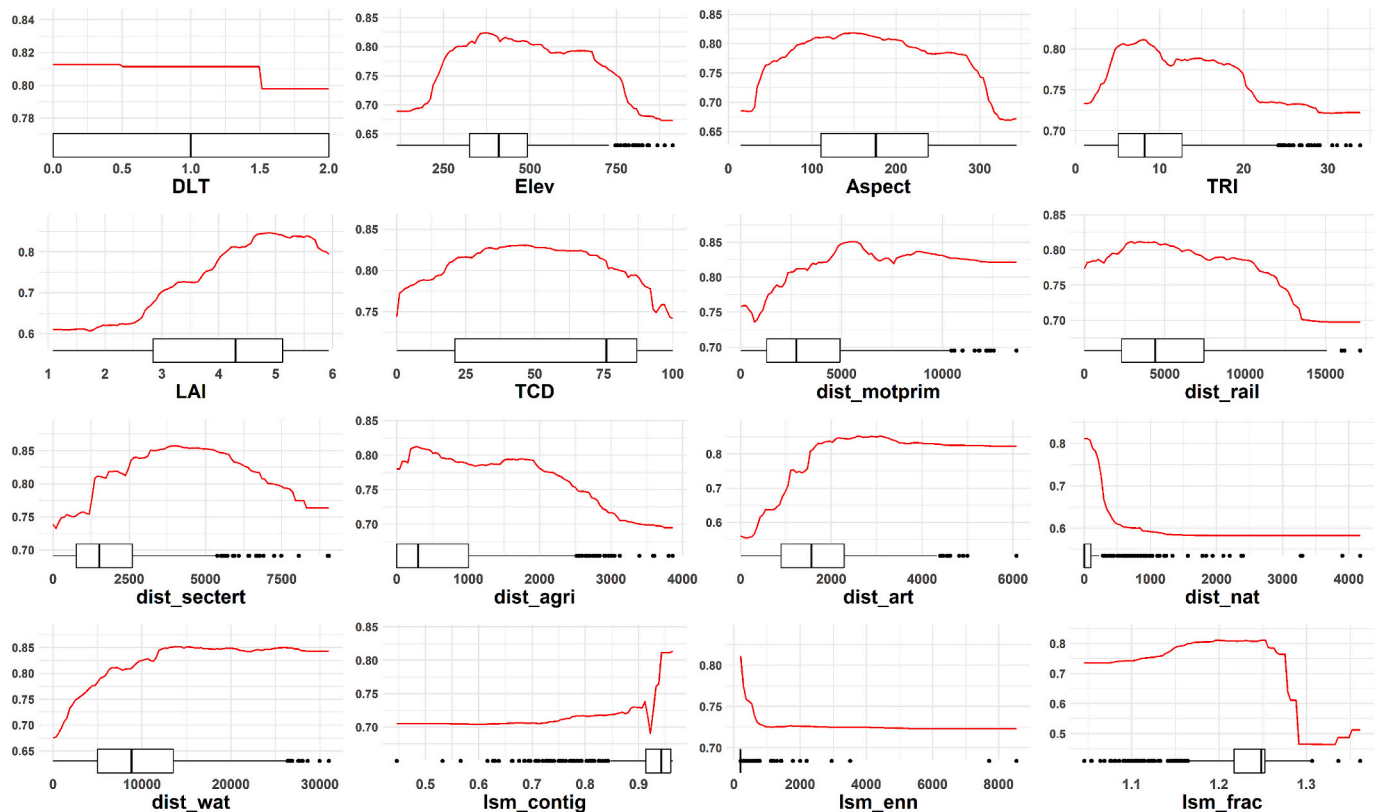 0.84
0.82
0.80
0.78
0.0 0.5 1.0 1.5 2.0
DLT
0.80
0.75
0.70
0.65
250 500 750
Elev
0.85
0.80
0.75
0.70
0.65
0 100 200 300
Aspect
0.80
0.75
0.70
0 10 20 30
TRI
0.8
0.7
0.6
1 2 3 4 5 6
LAI
0.85
0.80
0.75
0 25 50 75 100
TCD
0.85
0.80
0.75
0.70
0 5000 10000
dist_motprim
0.85
0.80
0.75
0.70
0 5000 10000 15000
dist_rail
0.85
0.80
0.75
0.70
0 2500 5000 7500
dist_sectert
0.85
0.80
0.75
0.70
0 1000 2000 3000 4000
dist_agri
0.8
0.7
0.6
0 2000 4000 6000
dist_art
0.8
0.7
0.6
0 1000 2000 3000 4000
dist_nat
0.85
0.80
0.75
0.70
0.65
0 10000 20000 30000
dist_wat
0.85
0.80
0.75
0.70
0.65
0.5 0.6 0.7 0.8 0.9
lsm_contig
0.80
0.75
0.70
0 2000 4000 6000 8000
lsm_enn
0.8
0.7
0.6
0.5
1.1 1.2 1.3
lsm_frac